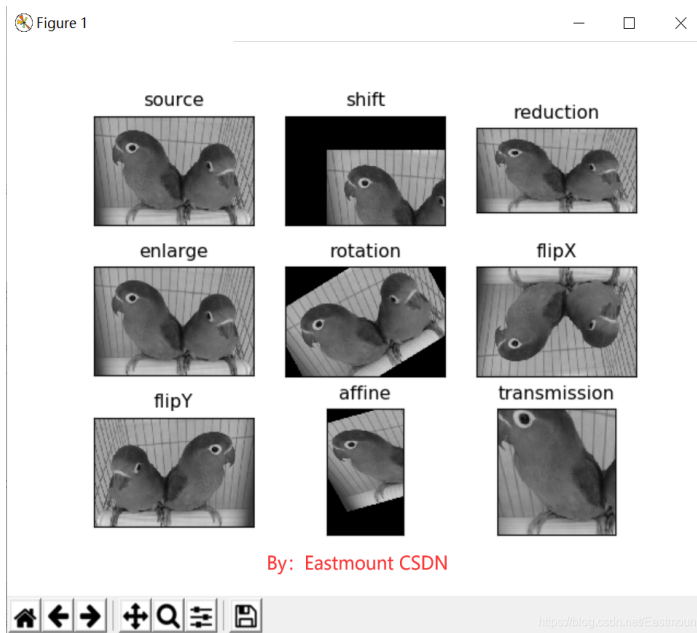 Figure 1
source
shift
reduction
enlarge
rotation
flipX
flipY
affine
transmission
By：Eastmount CSDN
https://blog.csdn.net/Eastmount